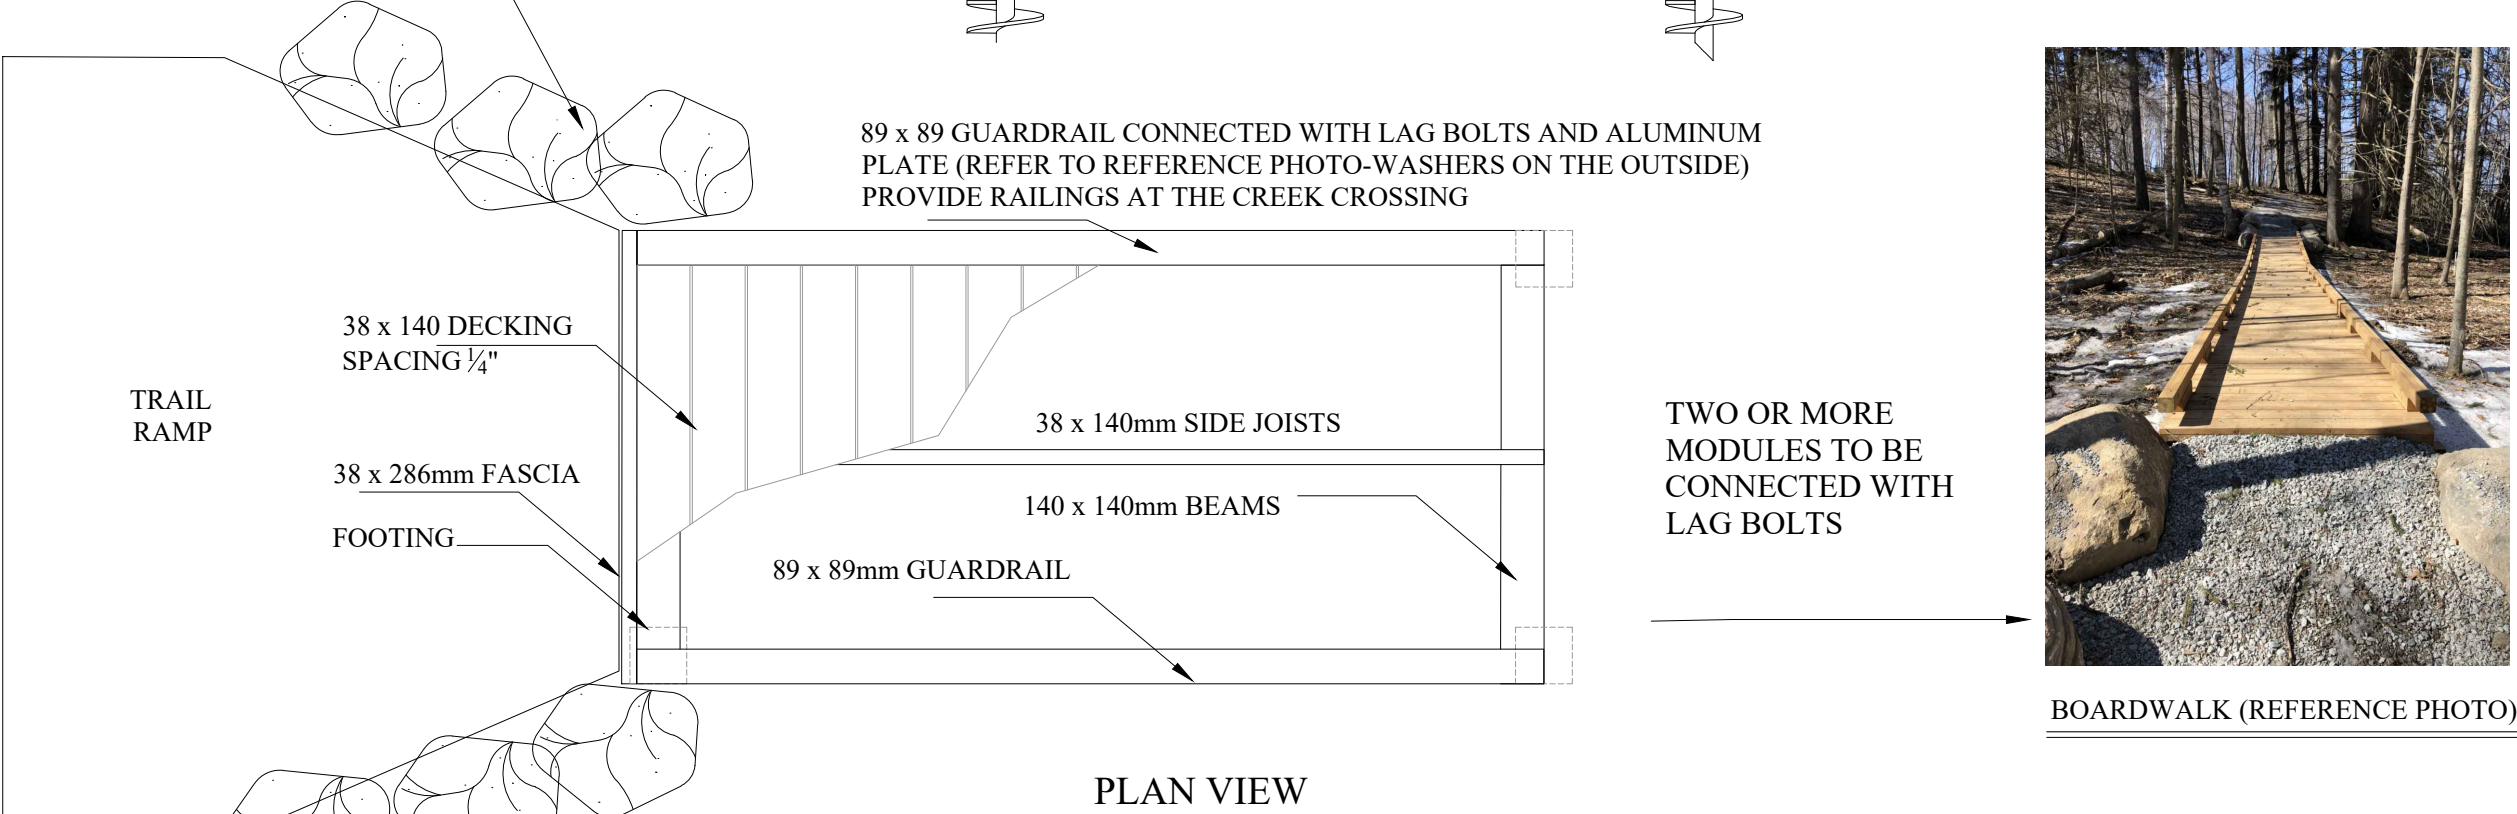 89 x 89 GUARDRAIL CONNECTED WITH LAG BOLTS AND ALUMINUM
PLATE (REFER TO REFERENCE PHOTO-WASHERS ON THE OUTSIDE)
PROVIDE RAILINGS AT THE CREEK CROSSING
38 x 140 DECKING
SPACING ¼"
TRAIL
RAMP
38 x 140mm SIDE JOISTS
38 x 286mm FASCIA
140 x 140mm BEAMS
FOOTING
89 x 89mm GUARDRAIL
TWO OR MORE
MODULES TO BE
CONNECTED WITH
LAG BOLTS
BOARDWALK (REFERENCE PHOTO)
PLAN VIEW